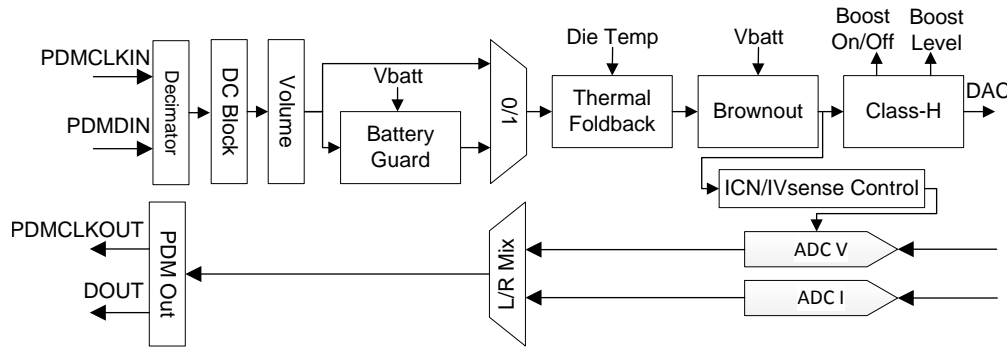 PDMCLKIN
PDMDIN
Decimator
DC Block
Volume
Vbatt
Battery
Guard
0/1
Die Temp
Thermal
Foldback
Vbatt
Brownout
Boost
On/Off
Boost
Level
Class-H
DAC
ICN/IVsense Control
PDMCLKOUT
DOUT
PDM Out
L/R Mix
ADC V
ADC I